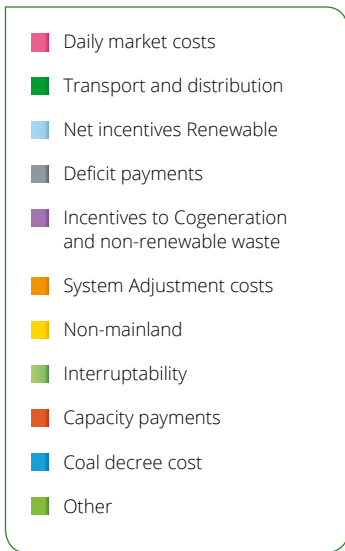 Daily market costs
Transport and distribution
Net incentives Renewable
Deficit payments
Incentives to Cogeneration
and non-renewable waste
System Adjustment costs
Non-mainland
Interruptability
Capacity payments
Coal decree cost
Other